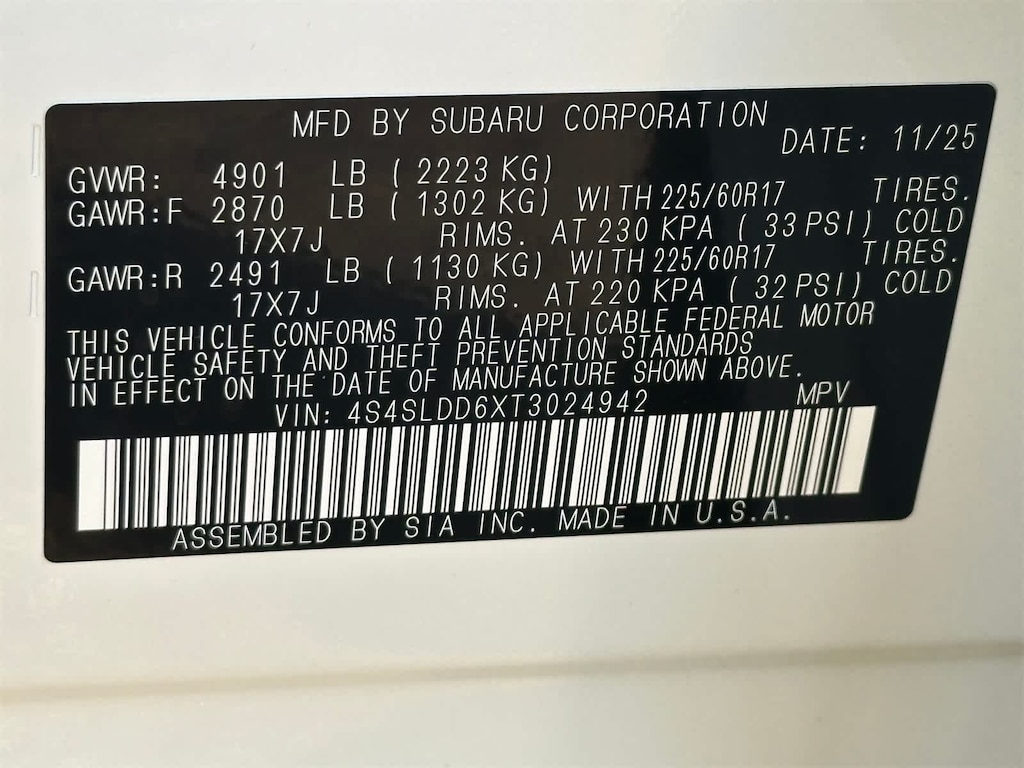 MFD BY SUBARU CORPORATION
DATE: 11/25
GVWR: 4901 LB ( 2223 KG)
GAWR:F 2870 LB ( 1302 KG) WITH 225/60R17 TIRES.
17X7J RIMS. AT 230 KPA ( 33 PSI) COLD
GAWR:R 2491 LB ( 1130 KG) WITH 225/60R17 TIRES.
17X7J RIMS. AT 220 KPA ( 32 PSI) COLD
THIS VEHICLE CONFORMS TO ALL APPLICABLE FEDERAL MOTOR
VEHICLE SAFETY AND THEFT PREVENTION STANDARDS
IN EFFECT ON THE DATE OF MANUFACTURE SHOWN ABOVE.
VIN: 4S4SLDD6XT3024942 MPV
ASSEMBLED BY SIA INC. MADE IN U.S.A.